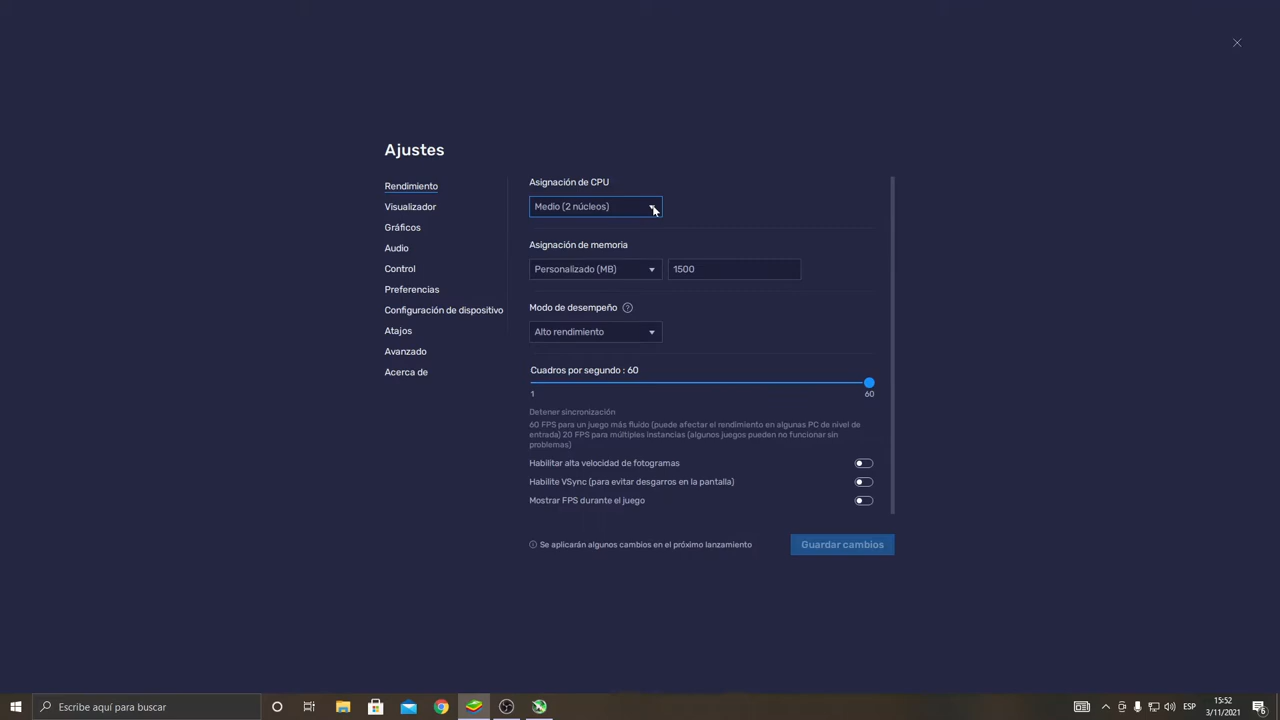 Ajustes
Rendimiento
Visualizador
Gráficos
Audio
Control
Preferencias
Configuración de dispositivo
Atajos
Avanzado
Acerca de
Asignación de CPU
Medio (2 núcleos)
Asignación de memoria
Personalizado (MB)
1500
Modo de desempeño ?
Alto rendimiento
Cuadros por segundo : 60
1
60
Detener sincronización
60 FPS para un juego más fluido (puede afectar el rendimiento en algunas PC de nivel de
entrada) 20 FPS para múltiples instancias (algunos juegos pueden no funcionar sin
problemas)
Habilitar alta velocidad de fotogramas
Habilite VSync (para evitar desgarros en la pantalla)
Mostrar FPS durante el juego
Se aplicarán algunos cambios en el próximo lanzamiento
Guardar cambios
Escribe aquí para buscar
ESP
15:52
3/11/2021